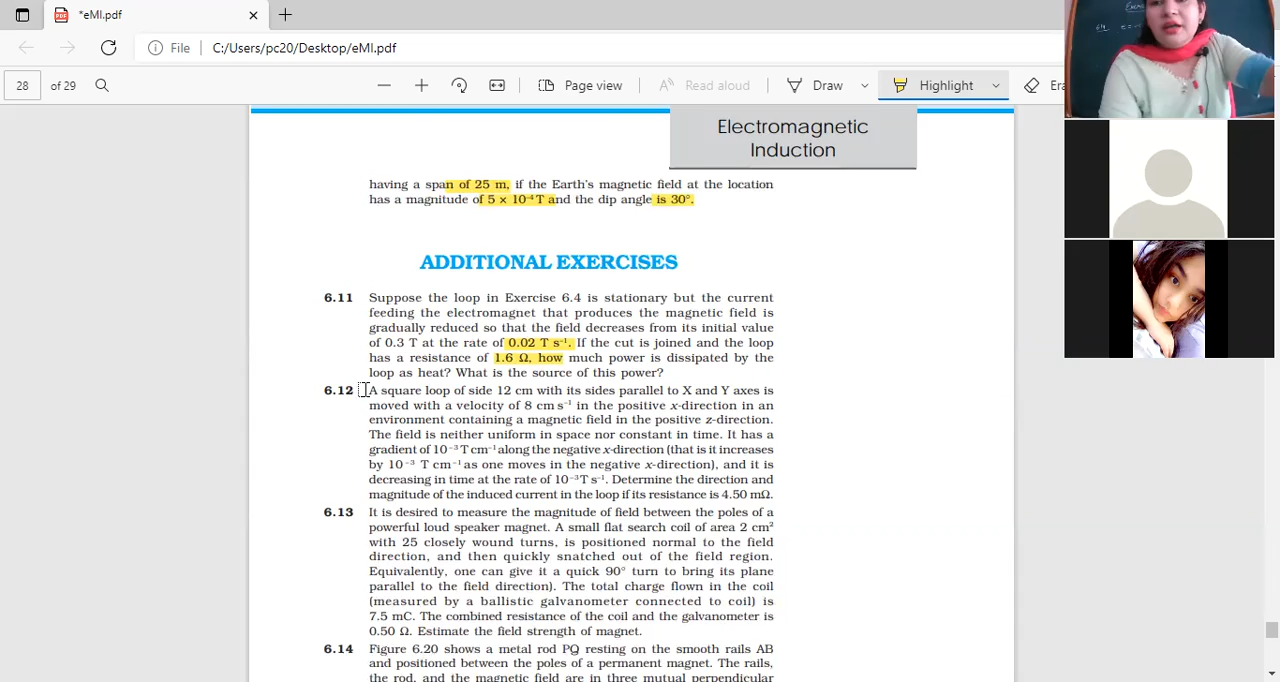 *eMI.pdf
File C:/Users/pc20/Desktop/eMI.pdf
28 of 29 Page view Read aloud Draw Highlight Era
Electromagnetic
Induction
having a span of 25 m, if the Earth's magnetic field at the location
has a magnitude of 5 × 10⁻⁴ T and the dip angle is 30°.
ADDITIONAL EXERCISES
6.11 Suppose the loop in Exercise 6.4 is stationary but the current
feeding the electromagnet that produces the magnetic field is
gradually reduced so that the field decreases from its initial value
of 0.3 T at the rate of 0.02 T s⁻¹. If the cut is joined and the loop
has a resistance of 1.6 Ω, how much power is dissipated by the
loop as heat? What is the source of this power?
6.12 A square loop of side 12 cm with its sides parallel to X and Y axes is
moved with a velocity of 8 cm s⁻¹ in the positive x-direction in an
environment containing a magnetic field in the positive z-direction.
The field is neither uniform in space nor constant in time. It has a
gradient of 10⁻³ T cm⁻¹ along the negative x-direction (that is it increases
by 10⁻³ T cm⁻¹ as one moves in the negative x-direction), and it is
decreasing in time at the rate of 10⁻³ T s⁻¹. Determine the direction and
magnitude of the induced current in the loop if its resistance is 4.50 mΩ.
6.13 It is desired to measure the magnitude of field between the poles of a
powerful loud speaker magnet. A small flat search coil of area 2 cm²
with 25 closely wound turns, is positioned normal to the field
direction, and then quickly snatched out of the field region.
Equivalently, one can give it a quick 90° turn to bring its plane
parallel to the field direction). The total charge flown in the coil
(measured by a ballistic galvanometer connected to coil) is
7.5 mC. The combined resistance of the coil and the galvanometer is
0.50 Ω. Estimate the field strength of magnet.
6.14 Figure 6.20 shows a metal rod PQ resting on the smooth rails AB
and positioned between the poles of a permanent magnet. The rails,
the rod, and the magnetic field are in three mutual perpendicular